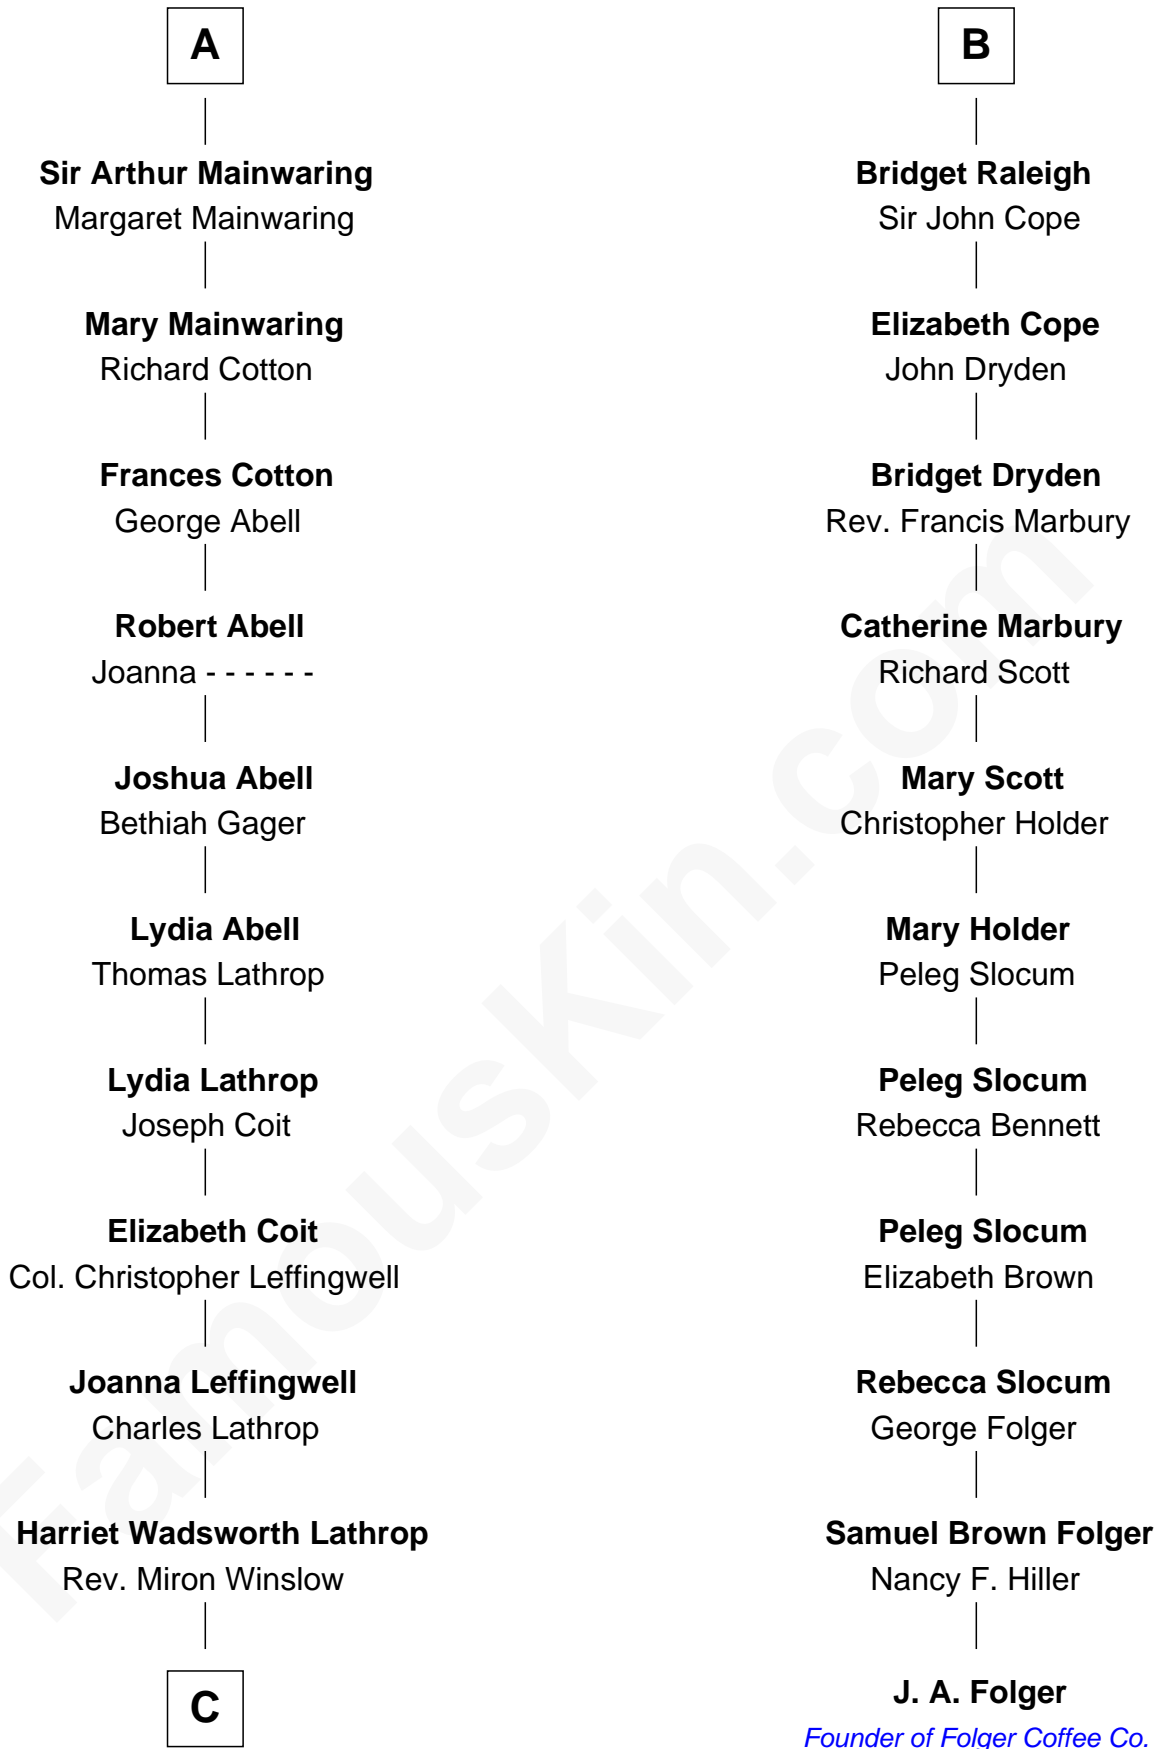 A
Sir Arthur Mainwaring
Margaret Mainwaring
Mary Mainwaring
Richard Cotton
Frances Cotton
George Abell
Robert Abell
Joanna - - - - - -
Joshua Abell
Bethiah Gager
Lydia Abell
Thomas Lathrop
Lydia Lathrop
Joseph Coit
Elizabeth Coit
Col. Christopher Leffingwell
Joanna Leffingwell
Charles Lathrop
Harriet Wadsworth Lathrop
Rev. Miron Winslow
C
B
Bridget Raleigh
Sir John Cope
Elizabeth Cope
John Dryden
Bridget Dryden
Rev. Francis Marbury
Catherine Marbury
Richard Scott
Mary Scott
Christopher Holder
Mary Holder
Peleg Slocum
Peleg Slocum
Rebecca Bennett
Peleg Slocum
Elizabeth Brown
Rebecca Slocum
George Folger
Samuel Brown Folger
Nancy F. Hiller
J. A. Folger
Founder of Folger Coffee Co.
FamousKin.com